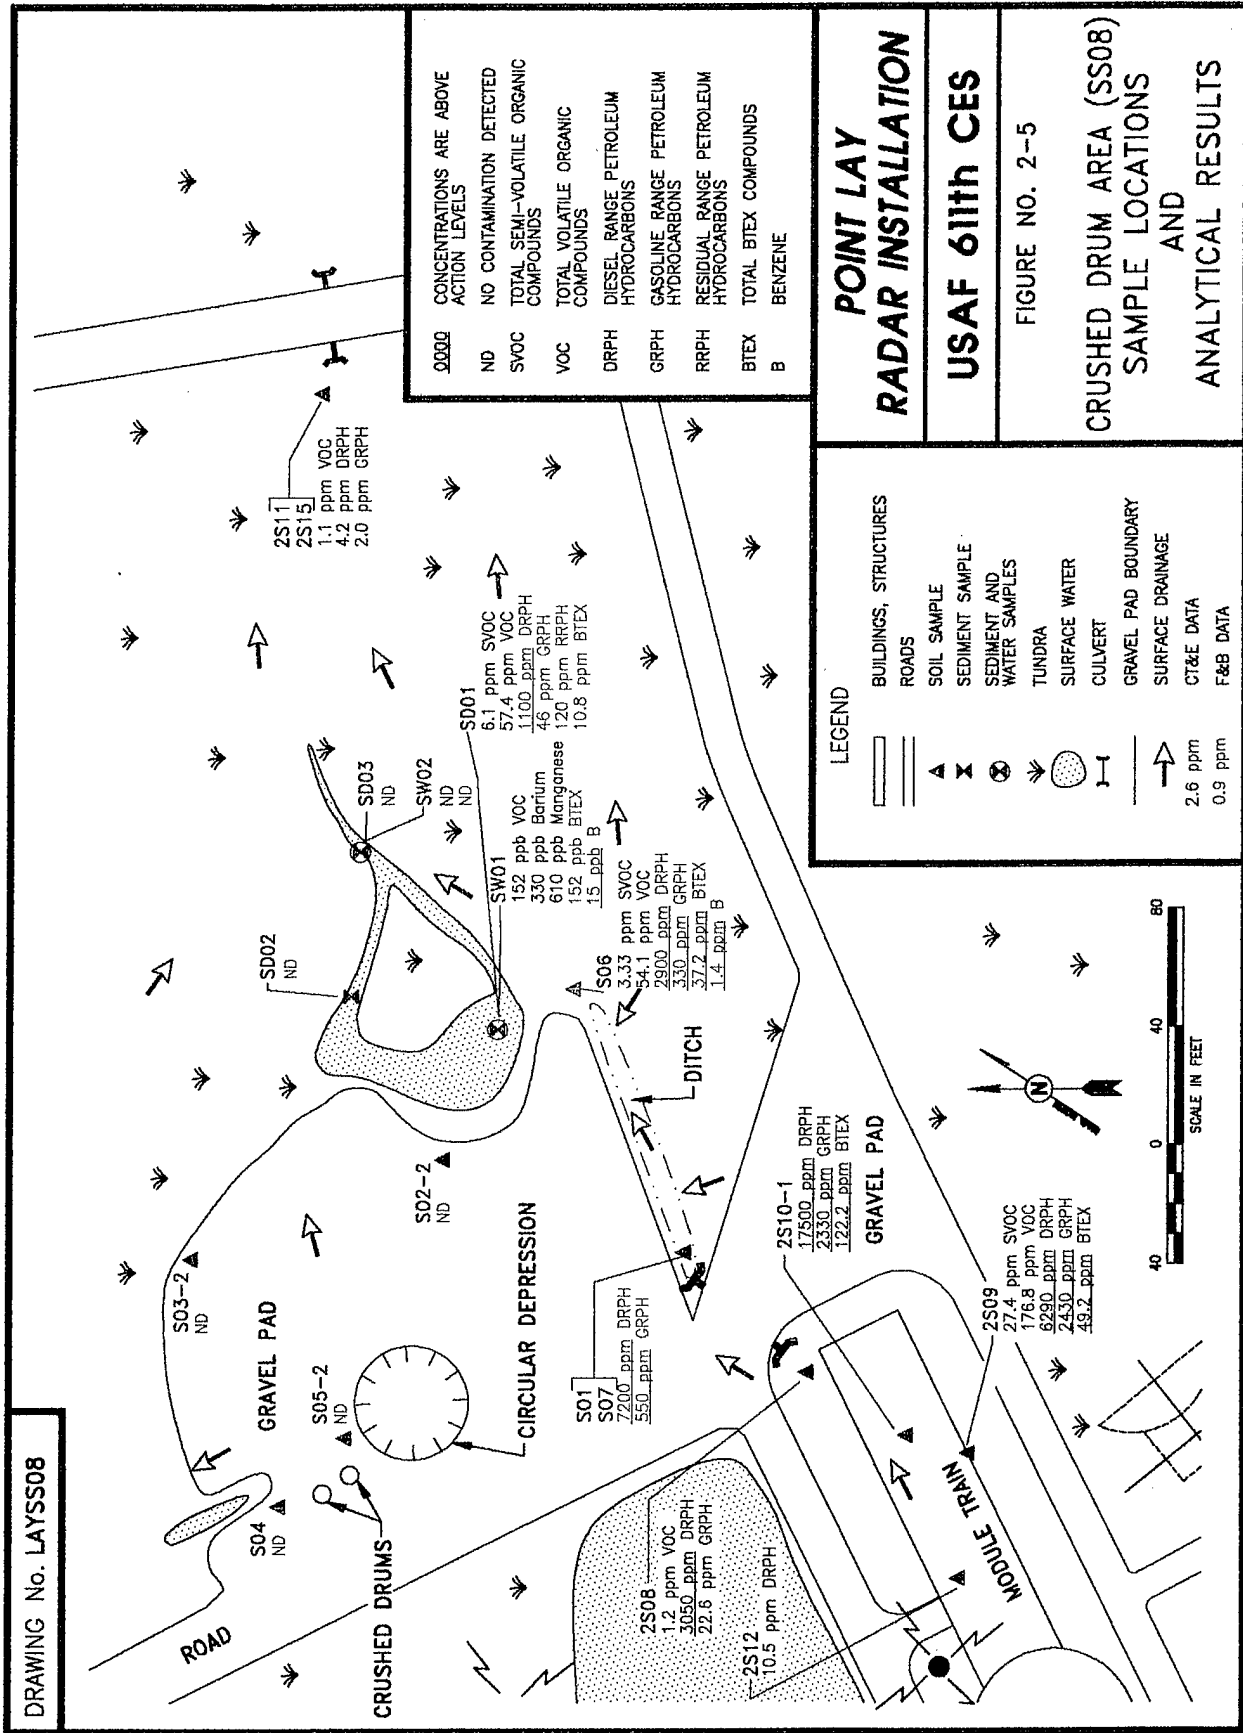 DRAWING No. LAYSS08
ROAD
CRUSHED DRUMS
S04
ND
GRAVEL PAD
S05-2
ND
S03-2
ND
CIRCULAR DEPRESSION
S02-2
ND
SD02
ND
SD03
ND
SW02
ND
ND
SW01
152 ppb VOC
330 ppb Barium
610 ppb Manganese
152 ppb BTEX
15 ppb B
SD01
6.1 ppm SVOC
57.4 ppm VOC
1100 ppm DRPH
46 ppm GRPH
120 ppm RRPH
10.8 ppm BTEX
2S11
2S15
1.1 ppm VOC
4.2 ppm DRPH
2.0 ppm GRPH
S06
3.33 ppm SVOC
54.1 ppm VOC
2900 ppm DRPH
330 ppm GRPH
37.2 ppm BTEX
1.4 ppm B
DITCH
S01
S07
7200 ppm DRPH
550 ppm GRPH
2S08
1.2 ppm VOC
3050 ppm DRPH
22.6 ppm GRPH
2S12
10.5 ppm DRPH
2S10-1
17500 ppm DRPH
2330 ppm GRPH
122.2 ppm BTEX
GRAVEL PAD
MODULE TRAIN
2S09
27.4 ppm SVOC
176.8 ppm VOC
6290 ppm DRPH
2430 ppm GRPH
49.2 ppm BTEX
N
40 0 40 80
SCALE IN FEET
0000 CONCENTRATIONS ARE ABOVE
ACTION LEVELS
ND NO CONTAMINATION DETECTED
SVOC TOTAL SEMI-VOLATILE ORGANIC
COMPOUNDS
VOC TOTAL VOLATILE ORGANIC
COMPOUNDS
DRPH DIESEL RANGE PETROLEUM
HYDROCARBONS
GRPH GASOLINE RANGE PETROLEUM
HYDROCARBONS
RRPH RESIDUAL RANGE PETROLEUM
HYDROCARBONS
BTEX TOTAL BTEX COMPOUNDS
B BENZENE
LEGEND
BUILDINGS, STRUCTURES
ROADS
SOIL SAMPLE
SEDIMENT SAMPLE
SEDIMENT AND
WATER SAMPLES
TUNDRA
SURFACE WATER
CULVERT
GRAVEL PAD BOUNDARY
SURFACE DRAINAGE
2.6 ppm CT&E DATA
0.9 ppm F&B DATA
POINT LAY
RADAR INSTALLATION
USAF 611th CES
FIGURE NO. 2-5
CRUSHED DRUM AREA (SS08)
SAMPLE LOCATIONS
AND
ANALYTICAL RESULTS